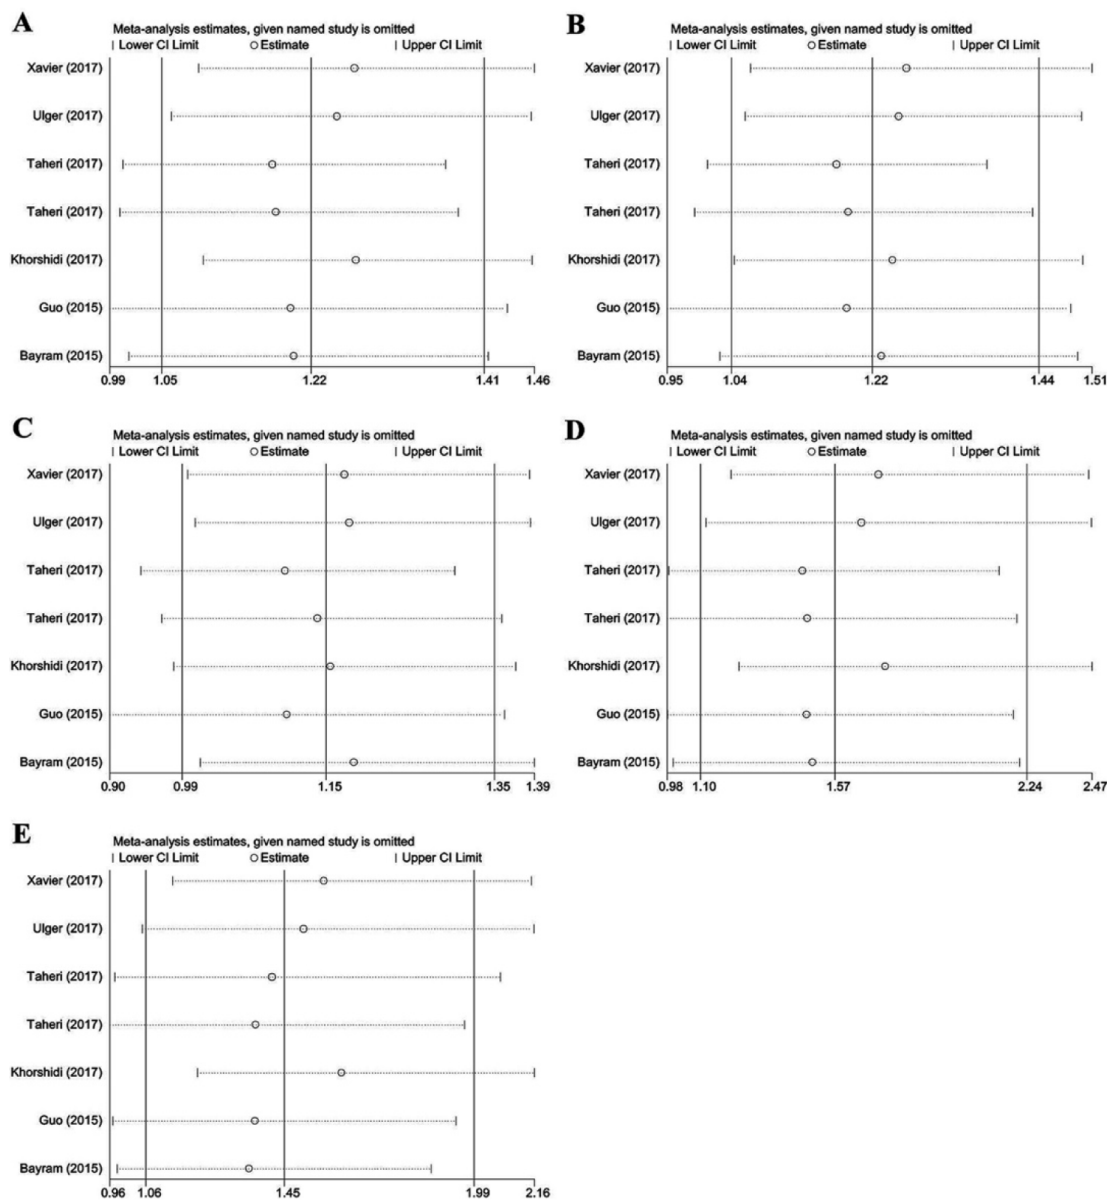 A
Meta-analysis estimates, given named study is omitted
Lower CI Limit Estimate Upper CI Limit
Xavier (2017)
Ulger (2017)
Taheri (2017)
Taheri (2017)
Khorshidi (2017)
Guo (2015)
Bayram (2015)
0.99 1.05 1.22 1.41 1.46
B
Meta-analysis estimates, given named study is omitted
Lower CI Limit Estimate Upper CI Limit
Xavier (2017)
Ulger (2017)
Taheri (2017)
Taheri (2017)
Khorshidi (2017)
Guo (2015)
Bayram (2015)
0.95 1.04 1.22 1.44 1.51
C
Meta-analysis estimates, given named study is omitted
Lower CI Limit Estimate Upper CI Limit
Xavier (2017)
Ulger (2017)
Taheri (2017)
Taheri (2017)
Khorshidi (2017)
Guo (2015)
Bayram (2015)
0.90 0.99 1.15 1.35 1.39
D
Meta-analysis estimates, given named study is omitted
Lower CI Limit Estimate Upper CI Limit
Xavier (2017)
Ulger (2017)
Taheri (2017)
Taheri (2017)
Khorshidi (2017)
Guo (2015)
Bayram (2015)
0.98 1.10 1.57 2.24 2.47
E
Meta-analysis estimates, given named study is omitted
Lower CI Limit Estimate Upper CI Limit
Xavier (2017)
Ulger (2017)
Taheri (2017)
Taheri (2017)
Khorshidi (2017)
Guo (2015)
Bayram (2015)
0.96 1.06 1.45 1.99 2.16